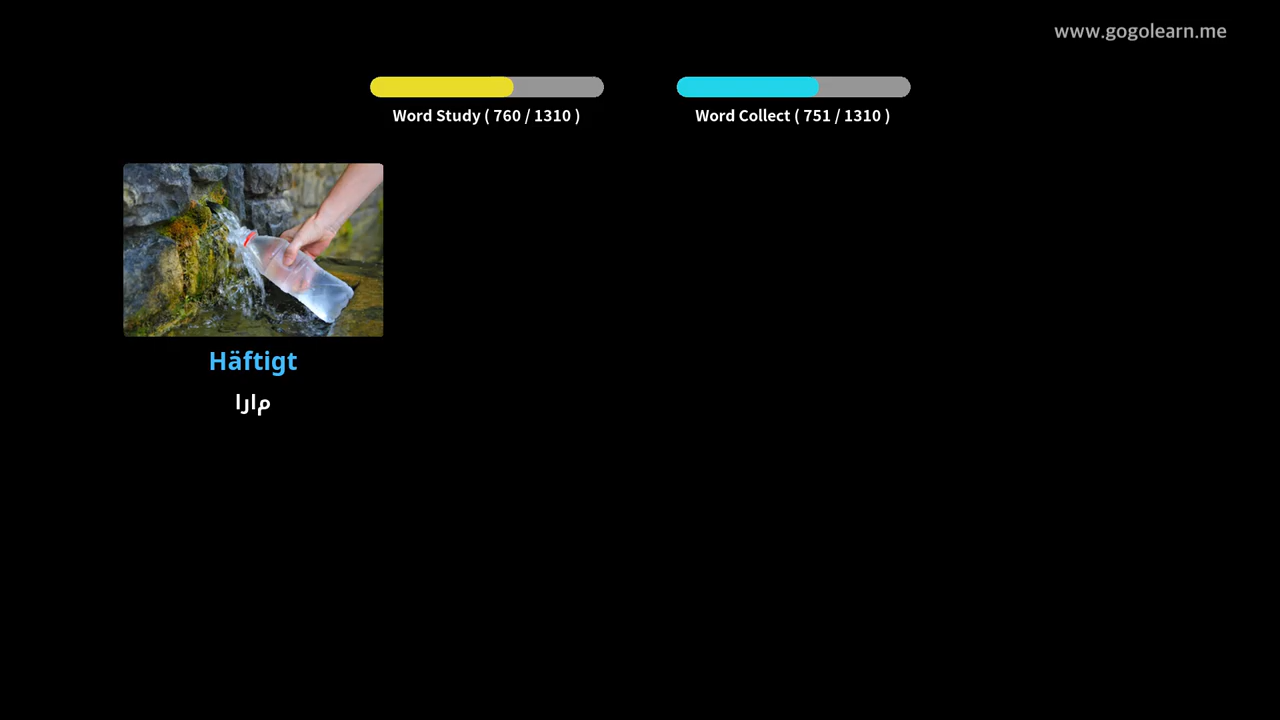 www.gogolearn.me
Word Study ( 760 / 1310 )
Word Collect ( 751 / 1310 )
Häftigt
مارا